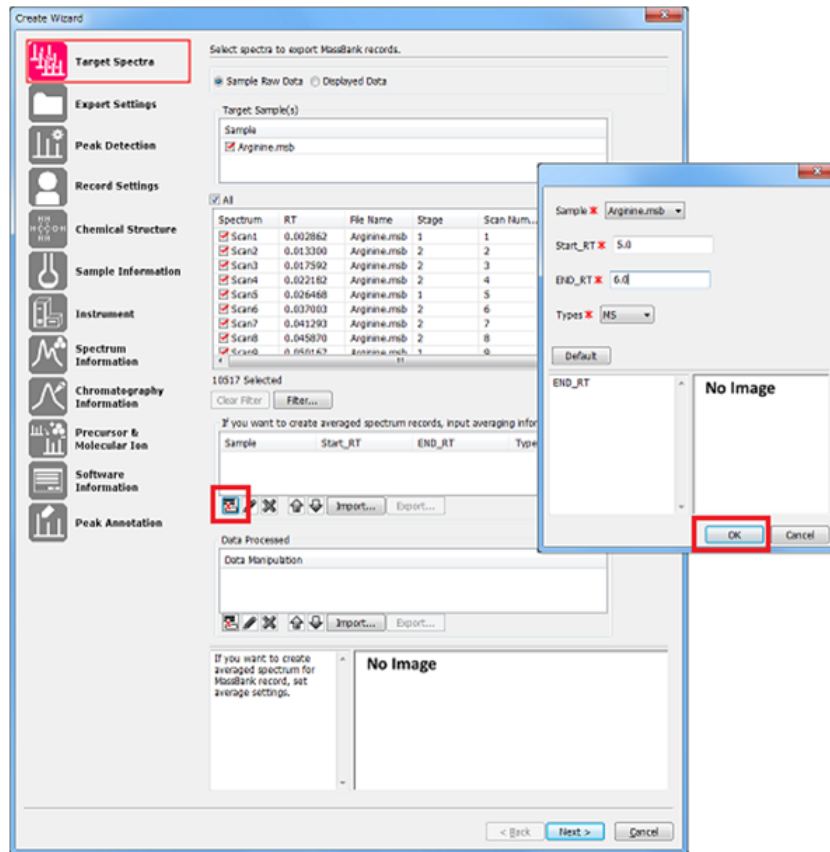 Create Wizard
Target Spectra
Export Settings
Peak Detection
Record Settings
Chemical Structure
Sample Information
Instrument
Spectrum
Information
Chromatography
Information
Precursor &
Molecular Ion
Software
Information
Peak Annotation
Select spectra to export MassBank records.
Sample Raw Data Displayed Data
Target Sample(s)
Sample
Arginine.msb
All
Spectrum RT File Name Stage Scan Num...
Scan1 0.002862 Arginine.msb 1 1
Scan2 0.013300 Arginine.msb 2 2
Scan3 0.017592 Arginine.msb 2 3
Scan4 0.022182 Arginine.msb 2 4
Scan5 0.026468 Arginine.msb 1 5
Scan6 0.037003 Arginine.msb 2 6
Scan7 0.041293 Arginine.msb 2 7
Scan8 0.045870 Arginine.msb 2 8
Scan9 0.050167 Arginine.msb 1 9
10517 Selected
Clear Filter Filter...
If you want to create averaged spectrum records, input averaging infor
Sample Start_RT END_RT Type
Import... Export...
Data Processed
Data Manipulation
Import... Export...
If you want to create
averaged spectrum for
MassBank record, set
average settings.
No Image
< Back Next > Cancel
Sample Arginine.msb
Start_RT 5.0
END_RT 6.0
Types MS
Default
END_RT
No Image
OK Cancel